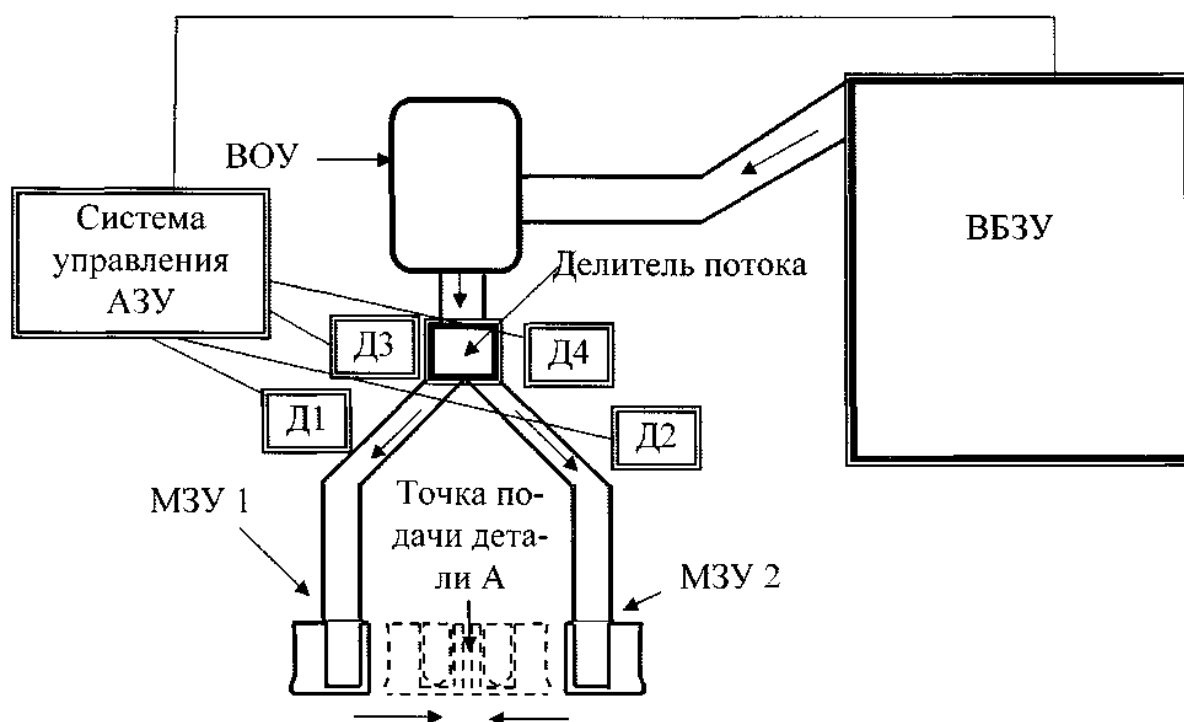 ВОУ
Система
управления
АЗУ
ВБЗУ
Делитель потока
Д3
Д4
Д1
Д2
МЗУ 1
Точка по-
дачи дета-
ли А
МЗУ 2